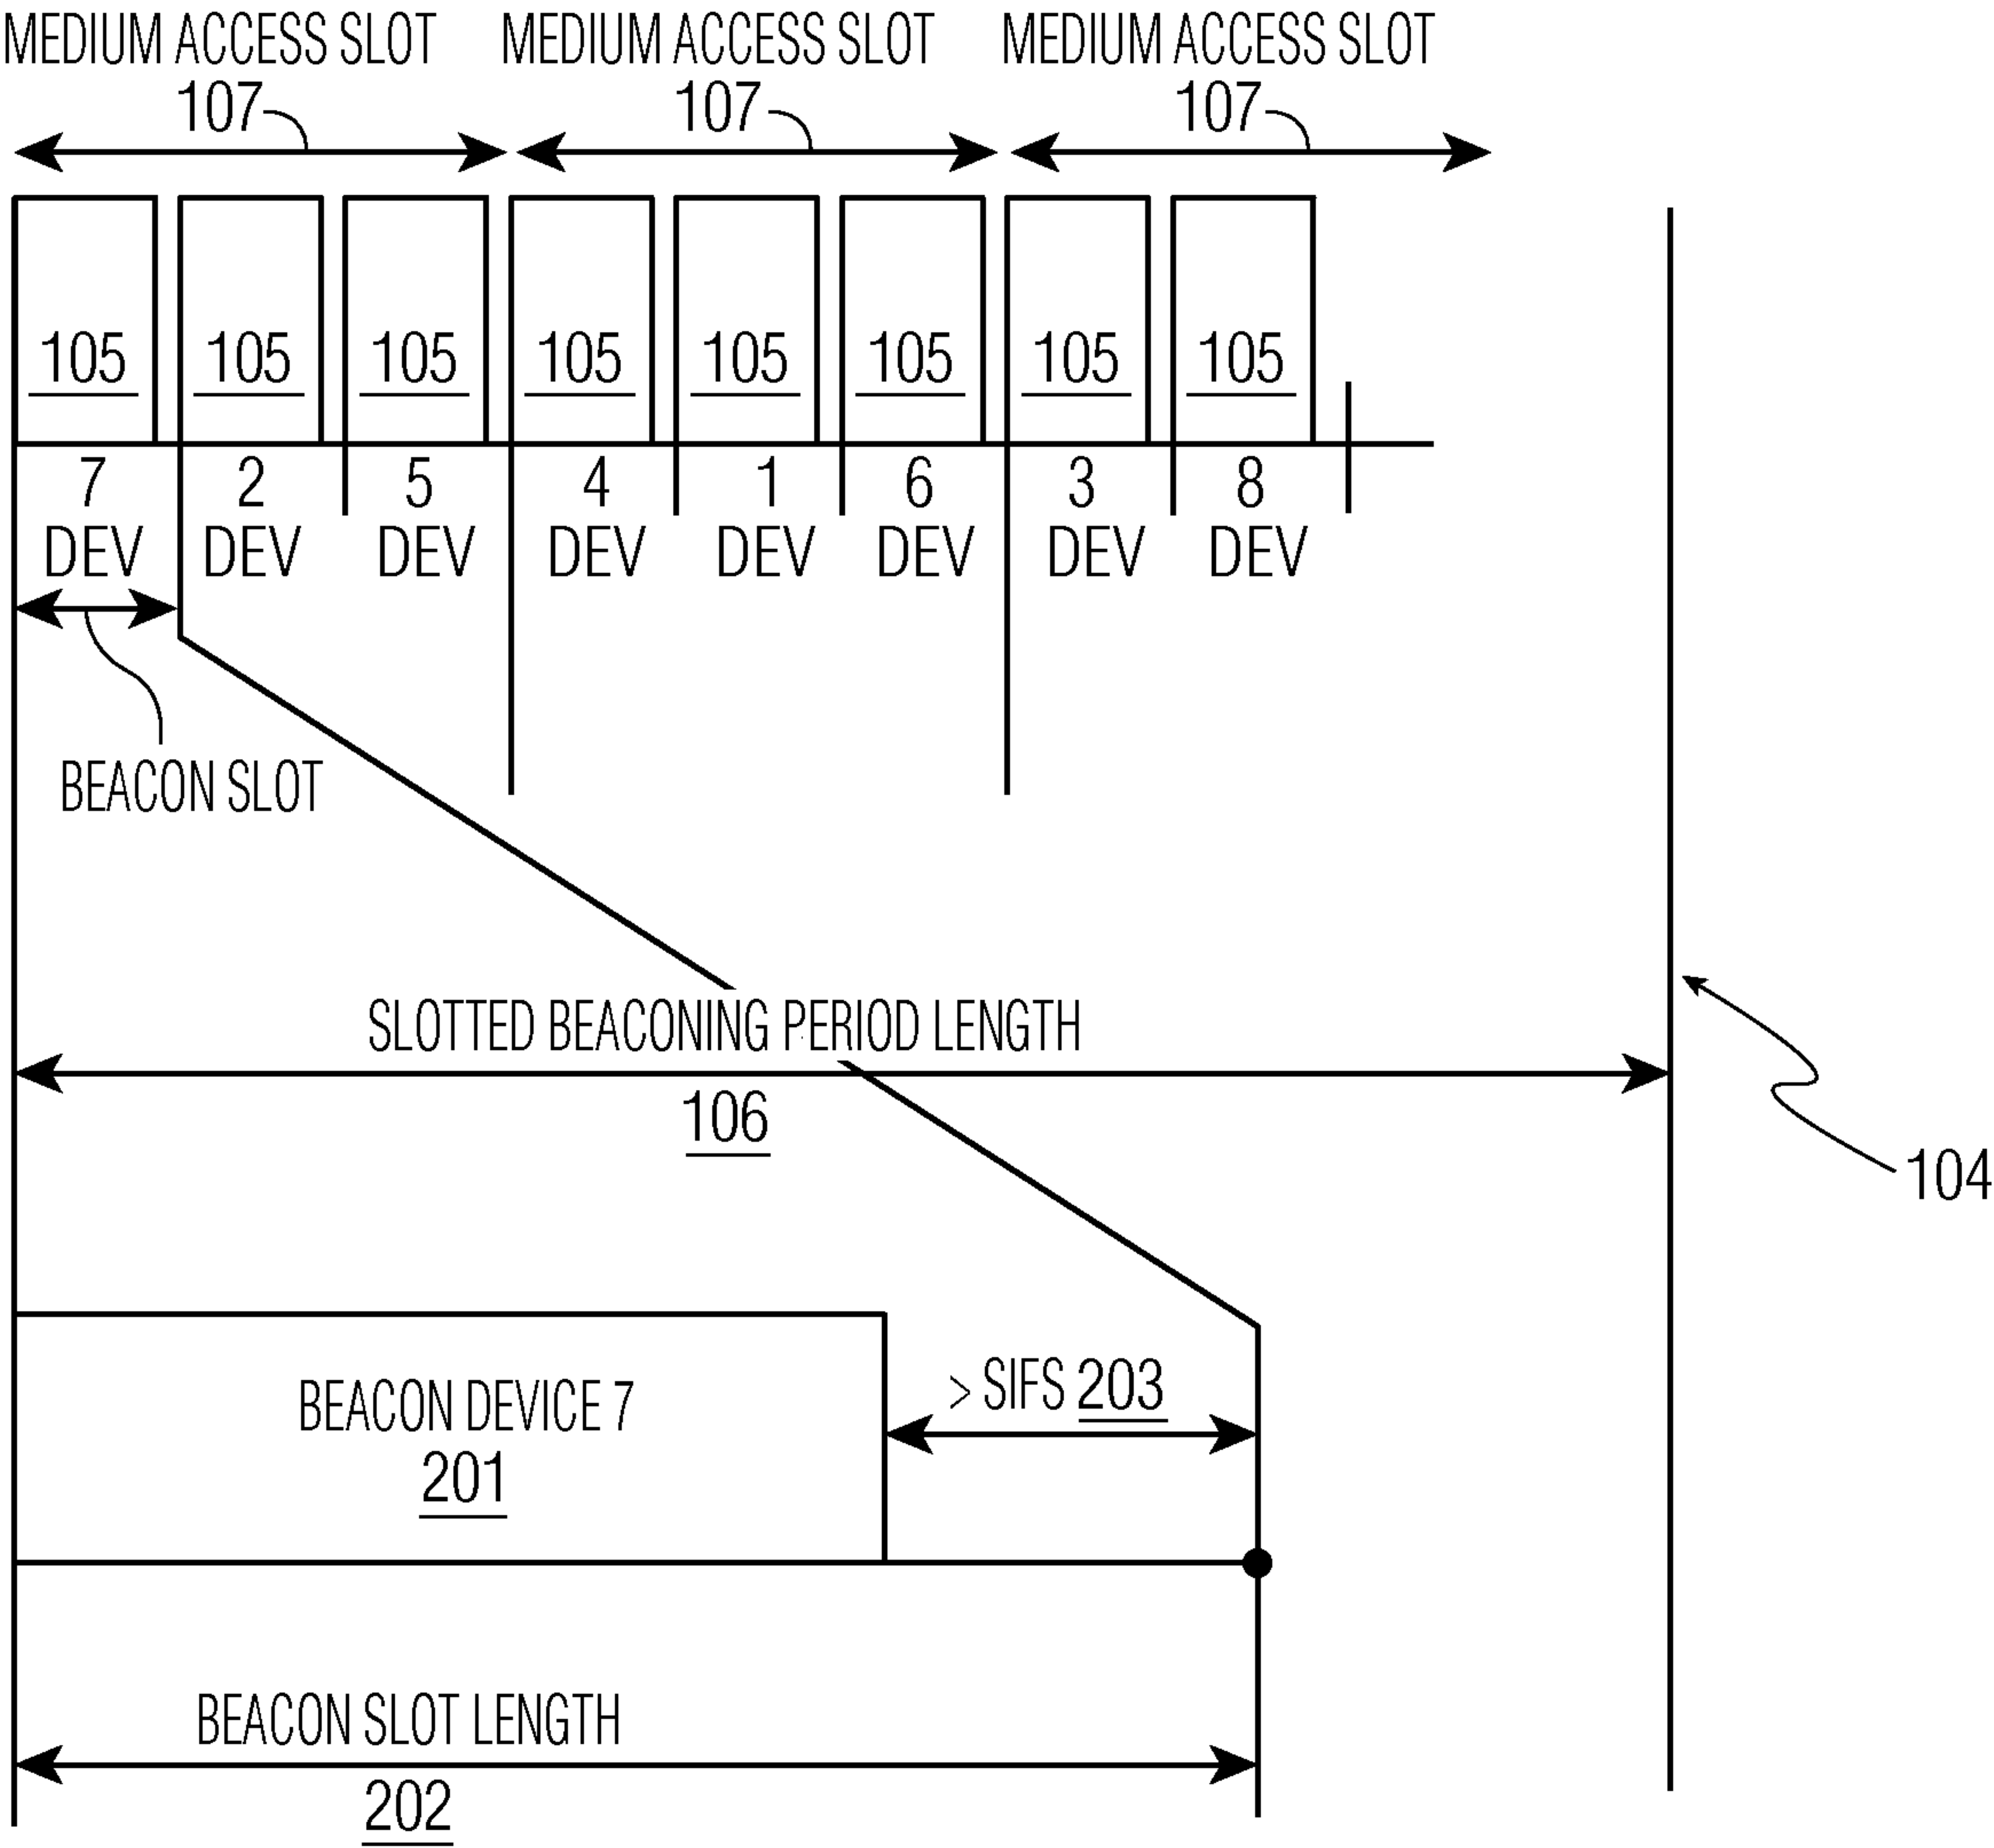 MEDIUM ACCESS SLOT MEDIUM ACCESS SLOT MEDIUM ACCESS SLOT
107 107 107
105 105 105 105 105 105 105 105
7 2 5 4 1 6 3 8
DEV DEV DEV DEV DEV DEV DEV DEV
BEACON SLOT
SLOTTED BEACONING PERIOD LENGTH
106
104
BEACON DEVICE 7
201
> SIFS 203
BEACON SLOT LENGTH
202